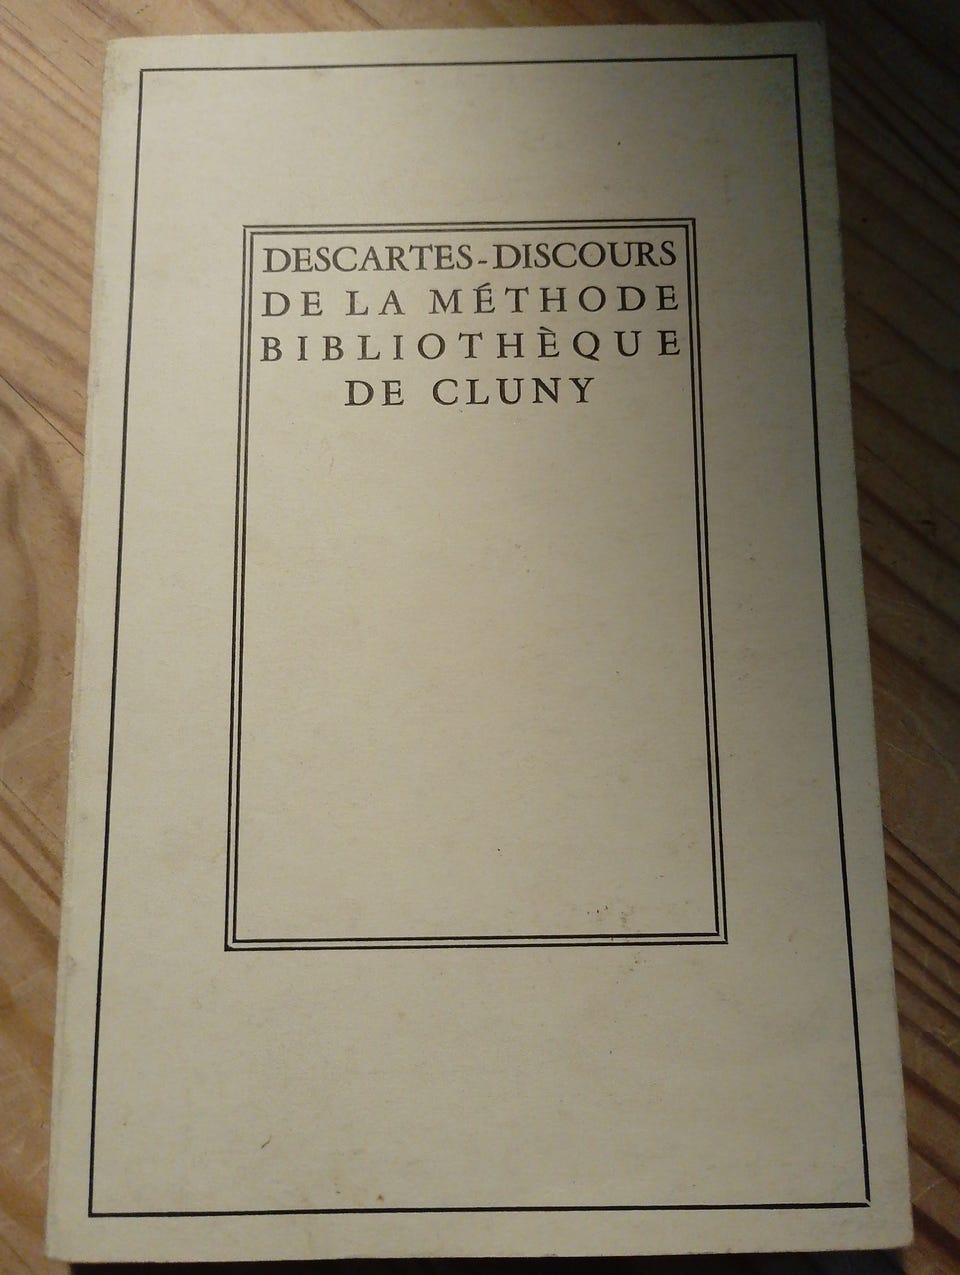 DESCARTES-DISCOURS
DE LA MÉTHODE
BIBLIOTHÈQUE
DE CLUNY